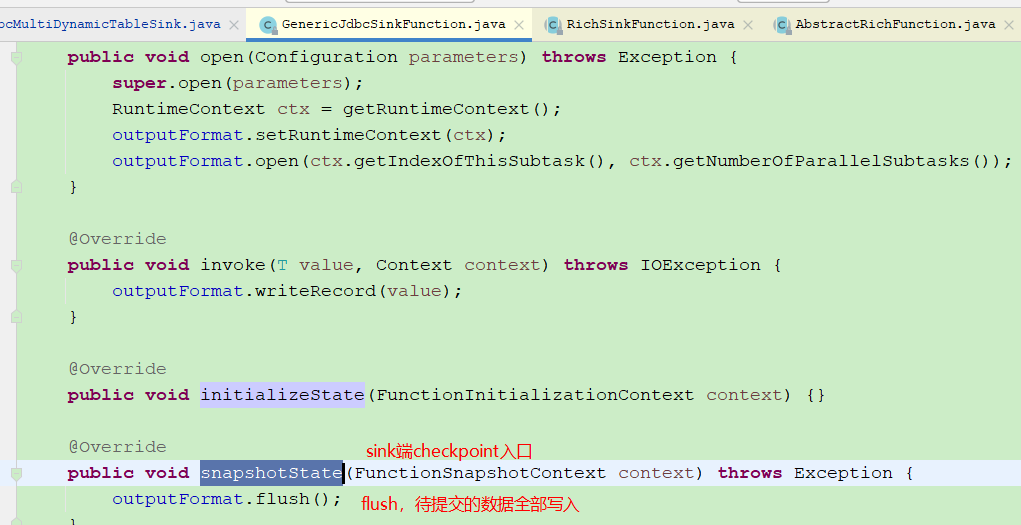 ocMultiDynamicTableSink.java GenericJdbcSinkFunction.java RichSinkFunction.java AbstractRichFunction.java
public void open(Configuration parameters) throws Exception {
super.open(parameters);
RuntimeContext ctx = getRuntimeContext();
outputFormat.setRuntimeContext(ctx);
outputFormat.open(ctx.getIndexOfThisSubtask(), ctx.getNumberOfParallelSubtasks());
}
@Override
public void invoke(T value, Context context) throws IOException {
outputFormat.writeRecord(value);
}
@Override
public void initializeState(FunctionInitializationContext context) {}
@Override
sink端checkpoint入口
public void snapshotState(FunctionSnapshotContext context) throws Exception {
outputFormat.flush(); flush，待提交的数据全部写入
}